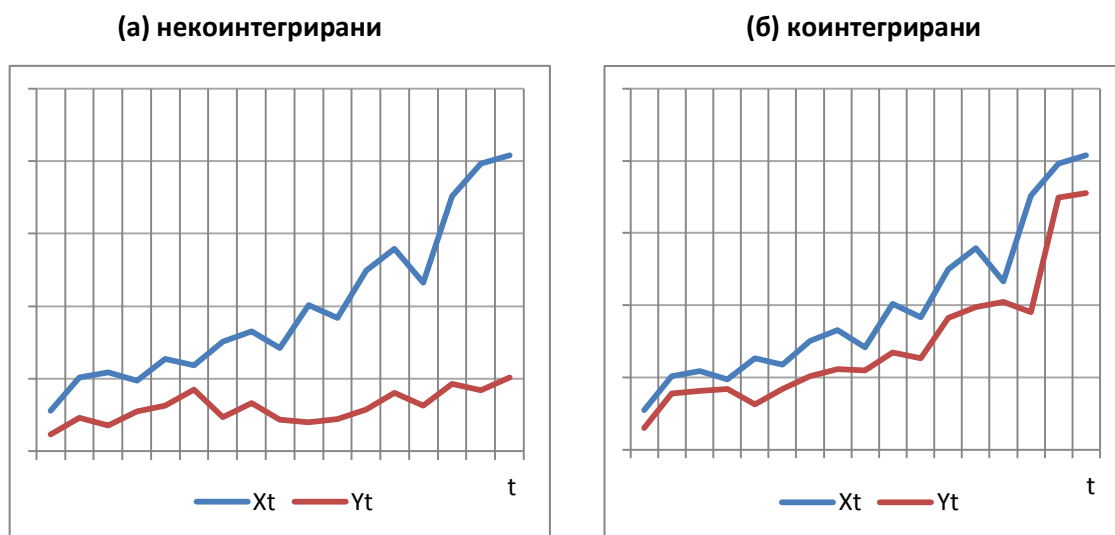 (а) некоинтегрирани
(б) коинтегрирани
t
Xt
Yt
t
Xt
Yt